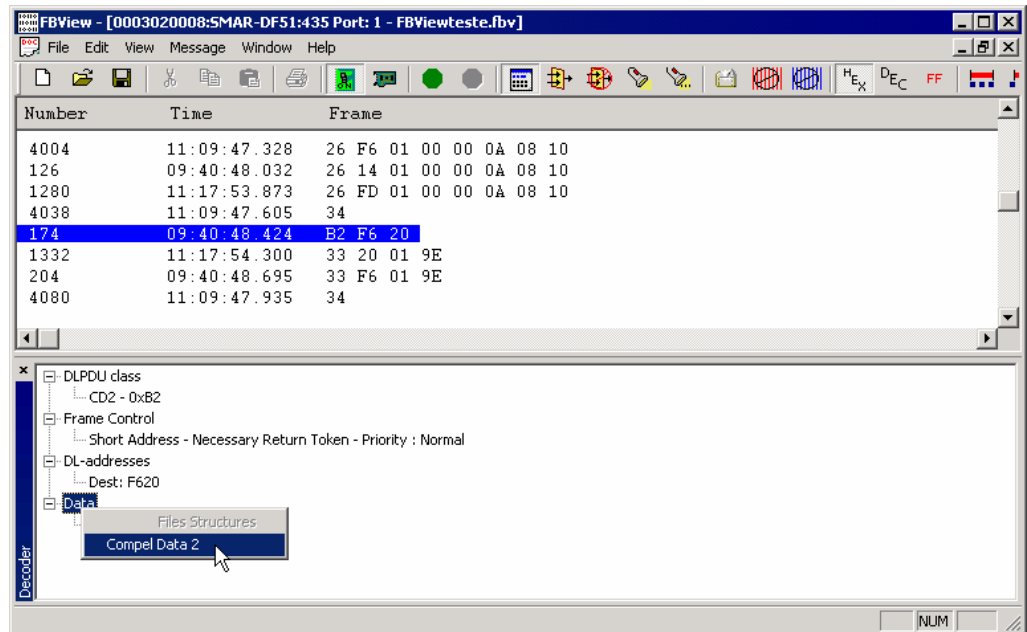 FBView - [0003020008:SMAR-DF51:435 Port: 1 - FBViewteste.fbv]
File Edit View Message Window Help
HEX DEC FF
Number Time Frame
4004 11:09:47.328 26 F6 01 00 00 0A 08 10
126 09:40:48.032 26 14 01 00 00 0A 08 10
1280 11:17:53.873 26 FD 01 00 00 0A 08 10
4038 11:09:47.605 34
174 09:40:48.424 B2 F6 20
1332 11:17:54.300 33 20 01 9E
204 09:40:48.695 33 F6 01 9E
4080 11:09:47.935 34
DLPDU class
CD2 - 0xB2
Frame Control
Short Address - Necessary Return Token - Priority : Normal
DL-addresses
Dest: F620
Data
Files Structures
Compel Data 2
Decoder
NUM